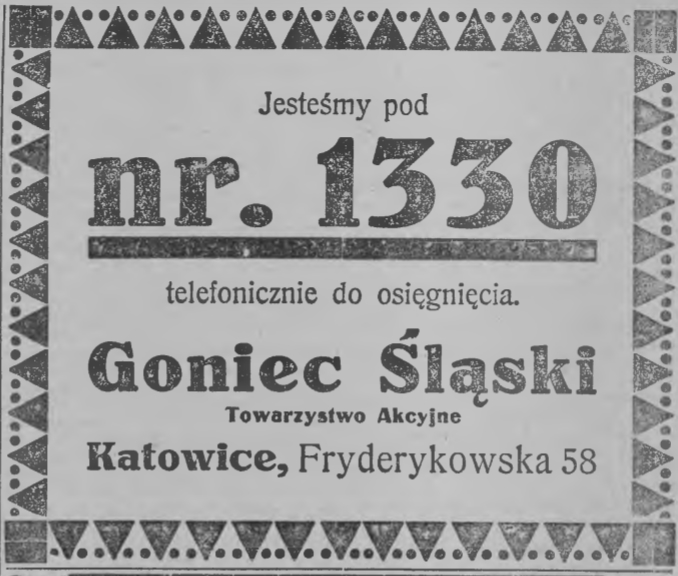 Jesteśmy pod
nr. 1330
telefonicznie do osięgnięcia.
Goniec Śląski
Towarzystwo Akcyjne
Katowice, Fryderykowska 58